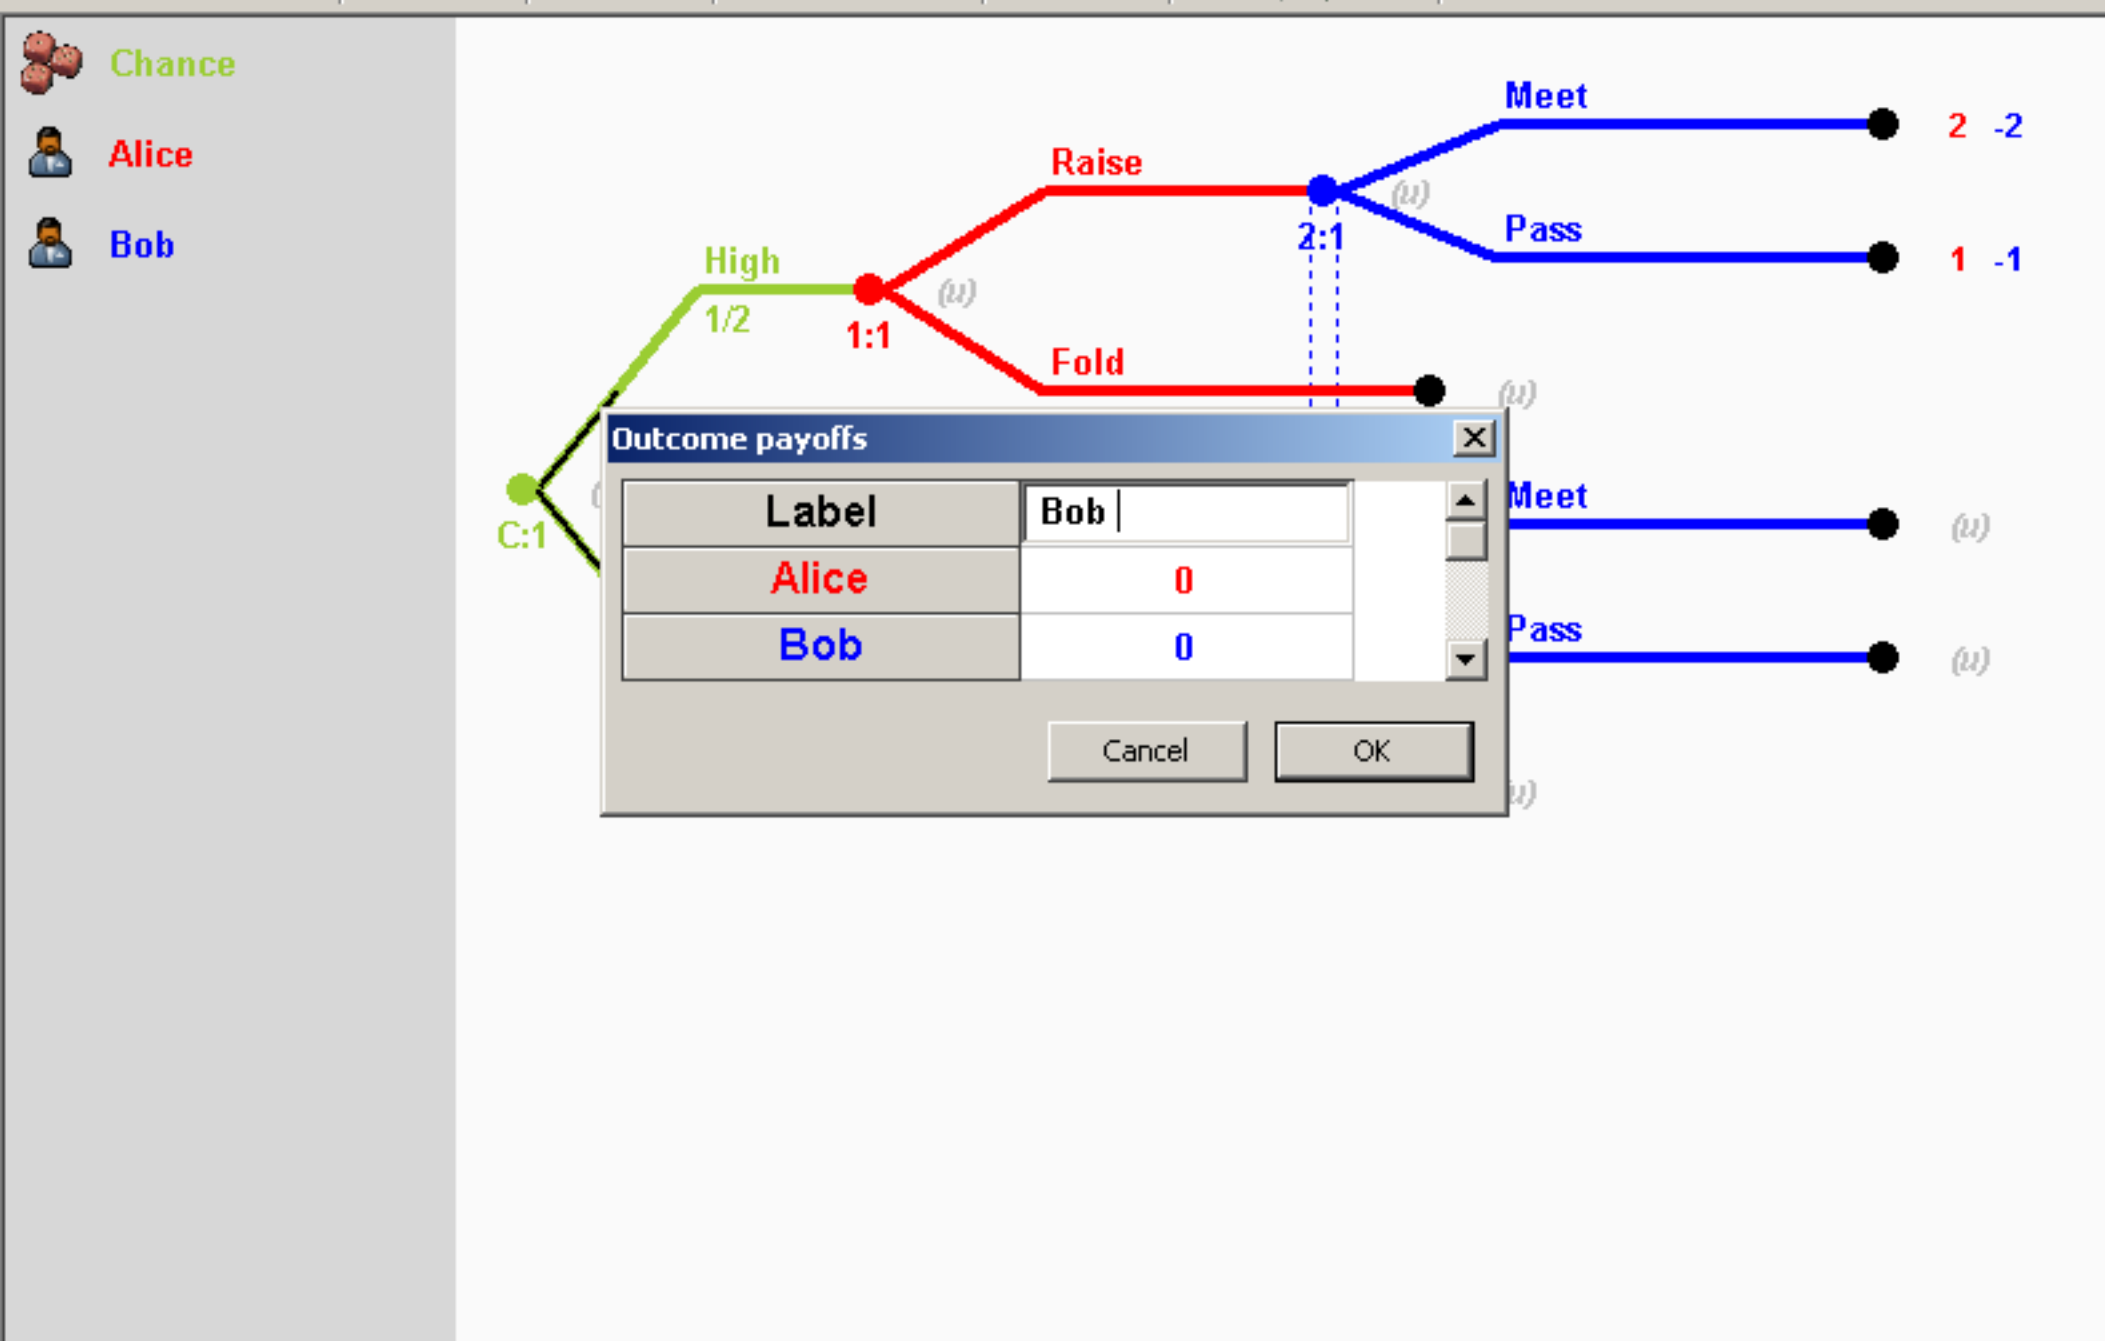 Chance
Alice
Bob
Meet
2 -2
Raise
(u)
2:1
Pass
1 -1
High
1/2
(u)
1:1
Fold
(u)
Outcome payoffs
Label
Bob
Alice
0
Bob
0
Cancel
OK
C:1
Meet
(u)
Pass
(u)
u)